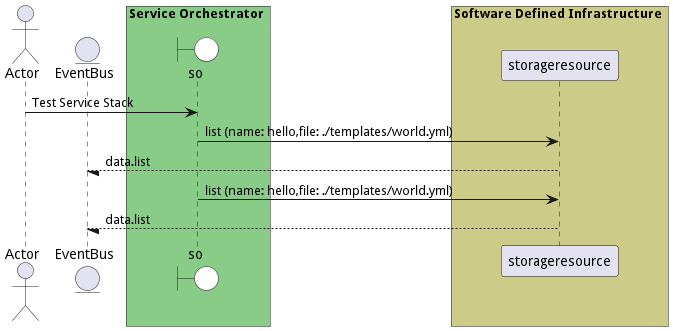 Service Orchestrator
Software Defined Infrastructure
Actor
EventBus
so
storageresource
Test Service Stack
list (name: hello,file: ./templates/world.yml)
data.list
list (name: hello,file: ./templates/world.yml)
data.list
Actor
EventBus
so
storageresource